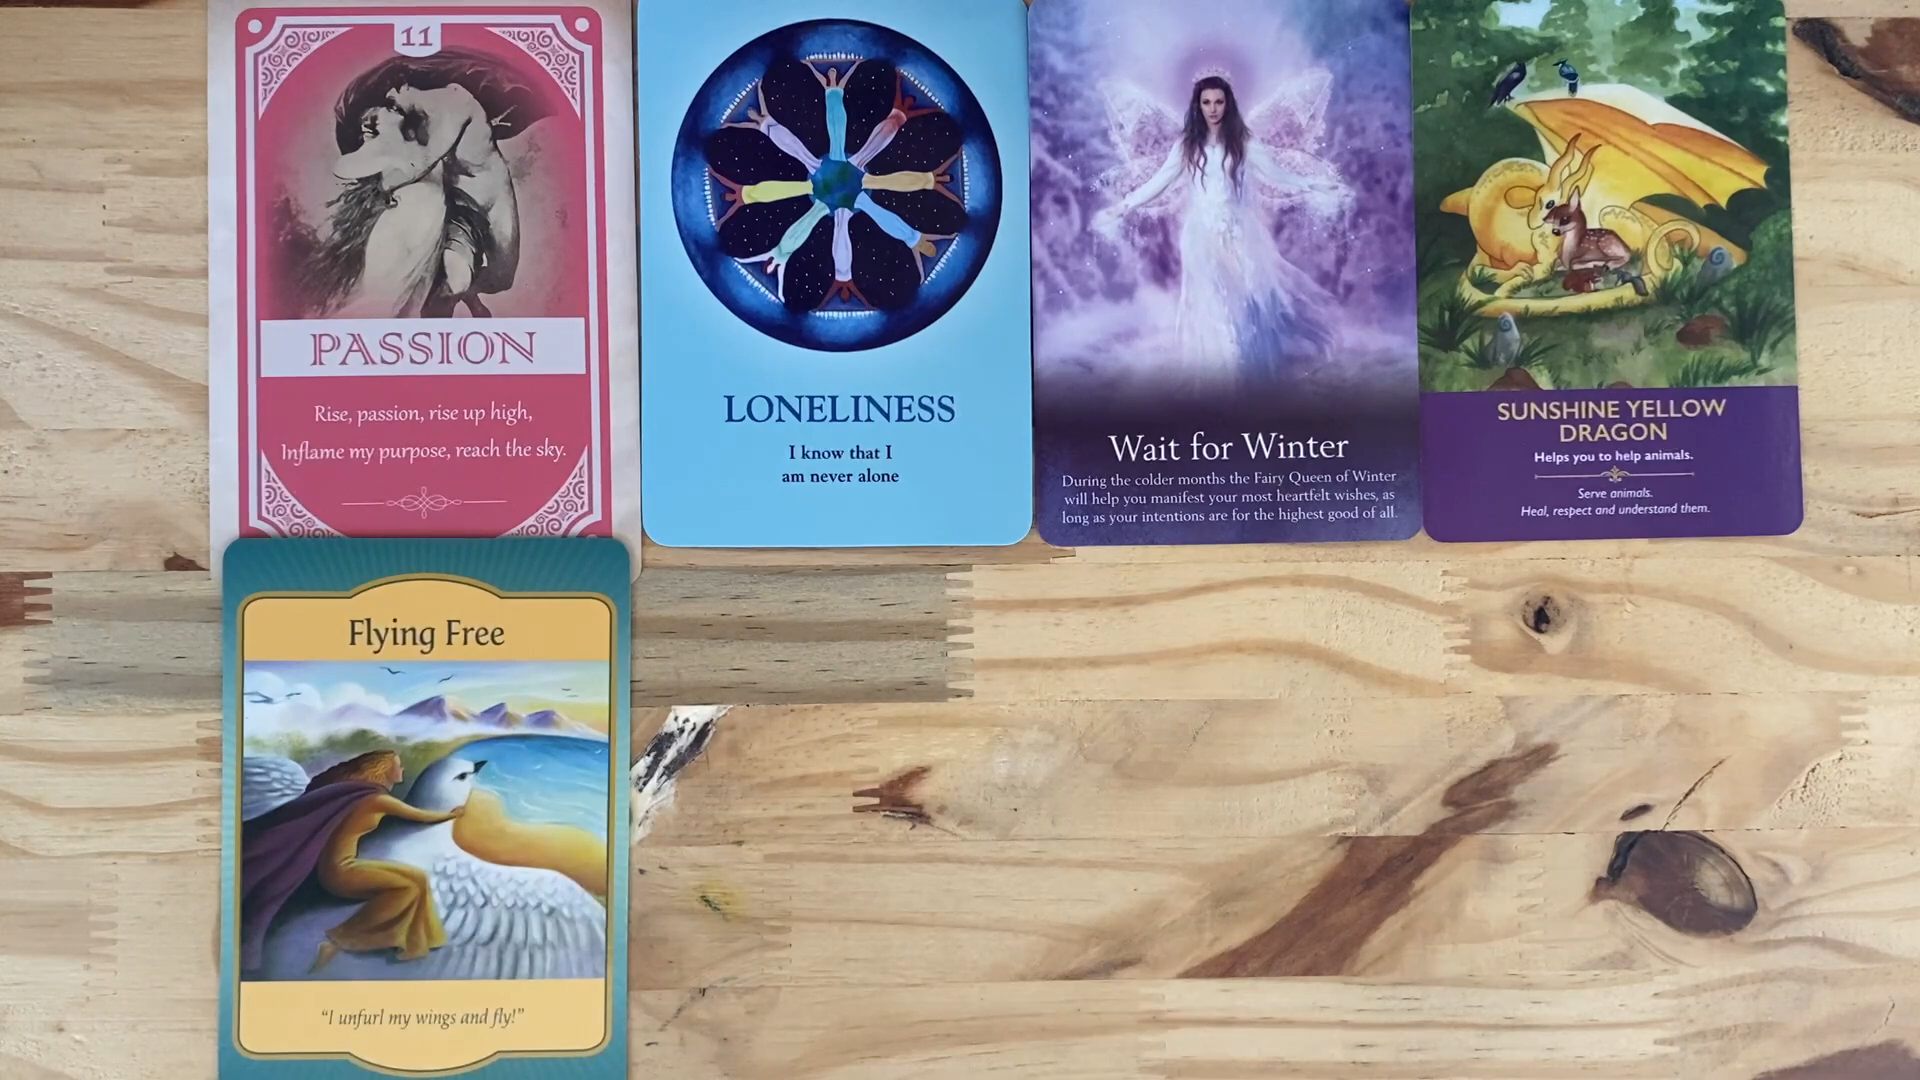 11
PASSION
Rise, passion, rise up high,
Inflame my purpose, reach the sky.
LONELINESS
I know that I
am never alone
Wait for Winter
During the colder months the Fairy Queen of Winter
will help you manifest your most heartfelt wishes, as
long as your intentions are for the highest good of all.
SUNSHINE YELLOW
DRAGON
Helps you to help animals.
Serve animals.
Heal, respect and understand them.
Flying Free
“I unfurl my wings and fly!”